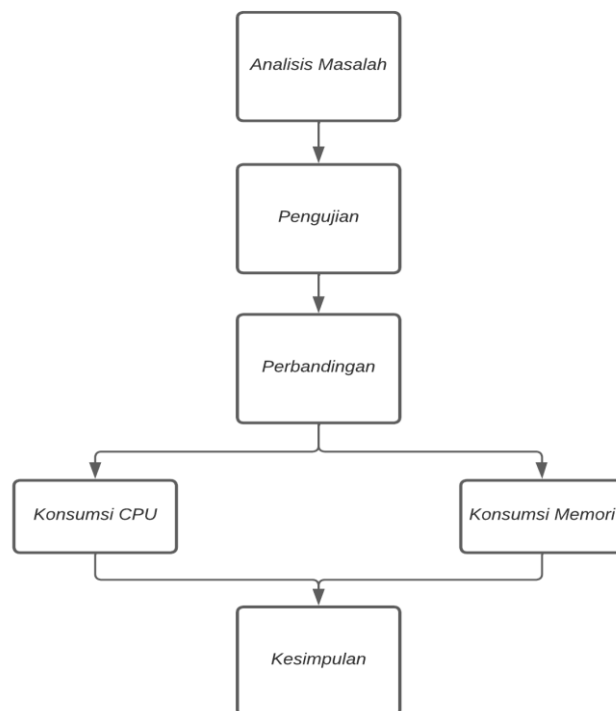 Analisis Masalah
Pengujian
Perbandingan
Konsumsi CPU
Konsumsi Memori
Kesimpulan